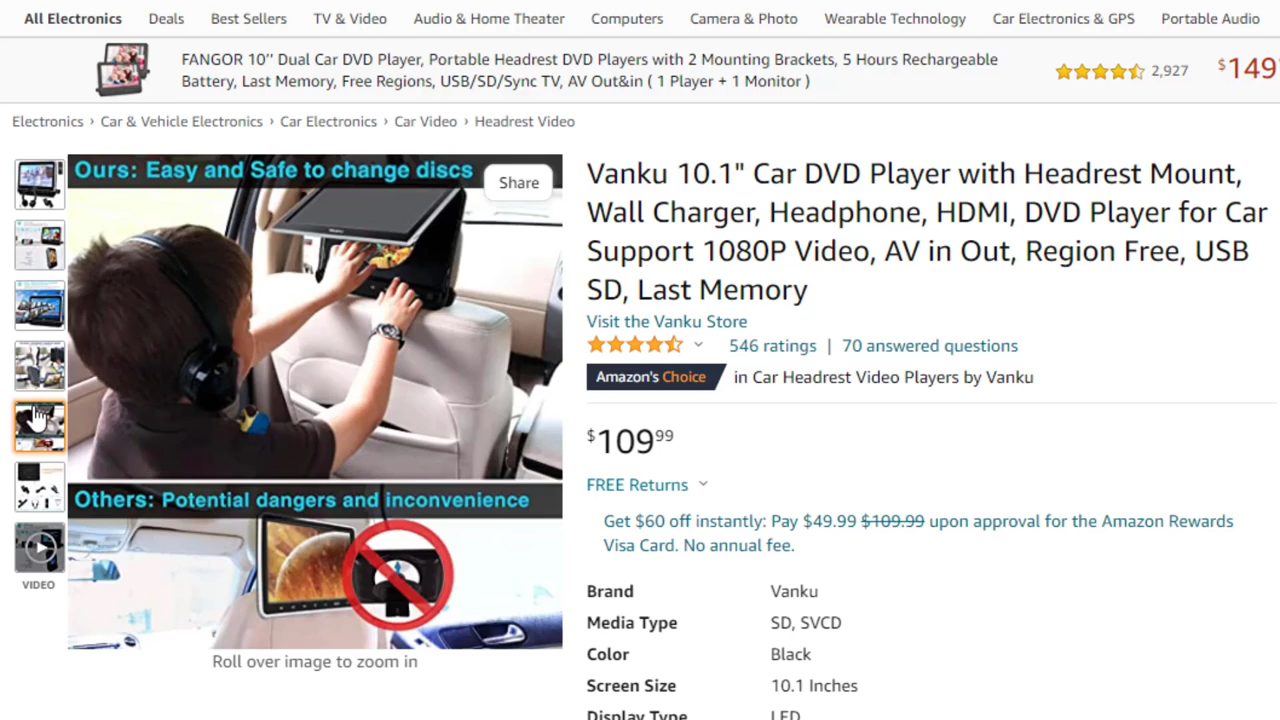 All Electronics Deals Best Sellers TV & Video Audio & Home Theater Computers Camera & Photo Wearable Technology Car Electronics & GPS Portable Audio
FANGOR 10'' Dual Car DVD Player, Portable Headrest DVD Players with 2 Mounting Brackets, 5 Hours Rechargeable
Battery, Last Memory, Free Regions, USB/SD/Sync TV, AV Out&in ( 1 Player + 1 Monitor )
2,927
$149
Electronics › Car & Vehicle Electronics › Car Electronics › Car Video › Headrest Video
Ours: Easy and Safe to change discs
Share
Others: Potential dangers and inconvenience
VIDEO
Roll over image to zoom in
Vanku 10.1" Car DVD Player with Headrest Mount,
Wall Charger, Headphone, HDMI, DVD Player for Car
Support 1080P Video, AV in Out, Region Free, USB
SD, Last Memory
Visit the Vanku Store
546 ratings | 70 answered questions
Amazon's Choice in Car Headrest Video Players by Vanku
$109 99
FREE Returns
Get $60 off instantly: Pay $49.99 $109.99 upon approval for the Amazon Rewards
Visa Card. No annual fee.
Brand Vanku
Media Type SD, SVCD
Color Black
Screen Size 10.1 Inches
Display Type LED